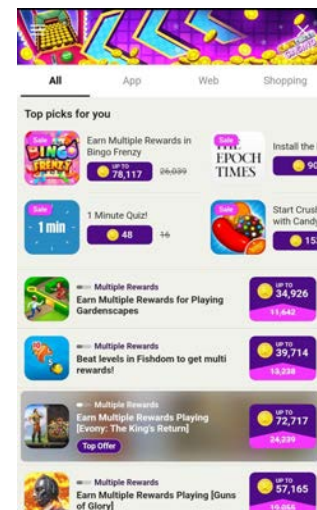 All
App
Web
Shopping
Top picks for you
Sale
BINGO
FRENZY
Earn Multiple Rewards in
Bingo Frenzy
UP TO
78,117
26,039
Sale
THE
EPOCH
TIMES
Install the
90
Sale
1 min
1 Minute Quiz!
48
16
Sale
Start Crus
with Candy
153
Multiple Rewards
Earn Multiple Rewards for Playing
Gardenscapes
UP TO
34,926
11,642
Multiple Rewards
Beat levels in Fishdom to get multi
rewards!
UP TO
39,714
13,238
Multiple Rewards
Earn Multiple Rewards Playing
[Evony: The King's Return]
Top Offer
UP TO
72,717
24,239
Multiple Rewards
Earn Multiple Rewards Playing [Guns
of Glory]
UP TO
57,165
19,055